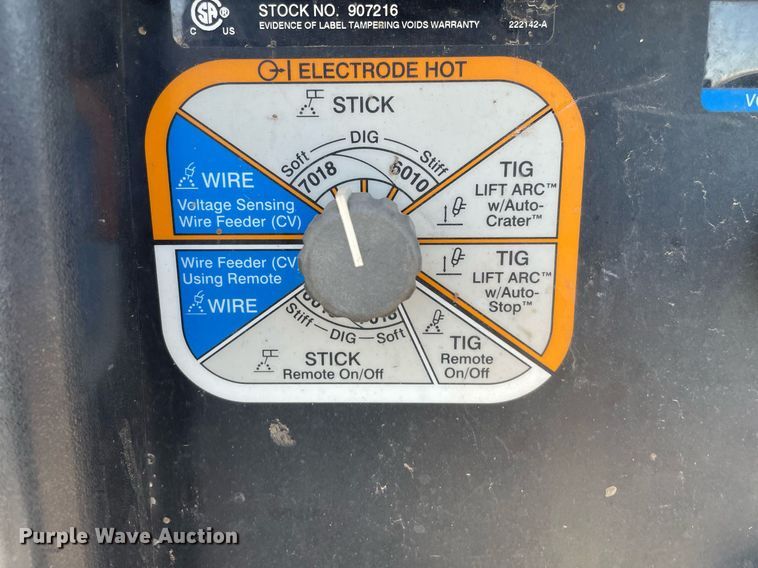 CSA
C US
STOCK NO. 907216
EVIDENCE OF LABEL TAMPERING VOIDS WARRANTY 222142-A
ELECTRODE HOT
STICK
Soft DIG Stiff
7018 6010
WIRE
Voltage Sensing
Wire Feeder (CV)
TIG
LIFT ARC™
w/Auto-
Crater™
Wire Feeder (CV)
Using Remote
WIRE
TIG
LIFT ARC™
w/Auto-
Stop™
Stiff DIG Soft
STICK
Remote On/Off
TIG
Remote
On/Off
Purple Wave Auction